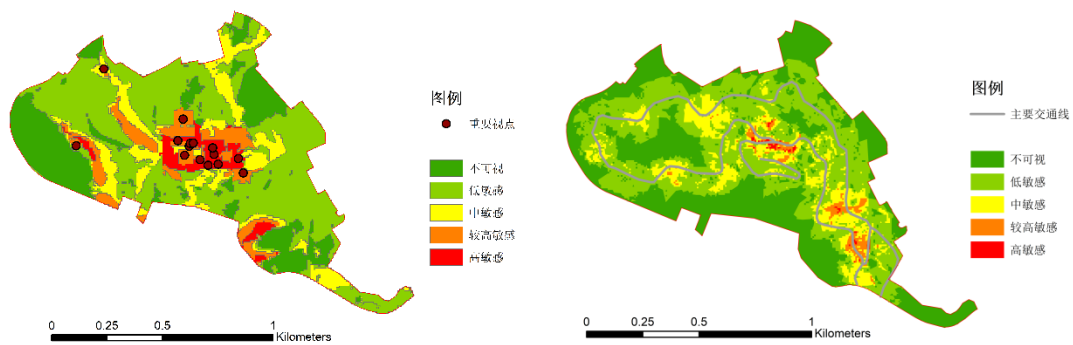 图例
重要视点
不可视
低敏感
中敏感
较高敏感
高敏感
0 0.25 0.5 1
Kilometers
图例
主要交通线
不可视
低敏感
中敏感
较高敏感
高敏感
0 0.25 0.5 1
Kilometers